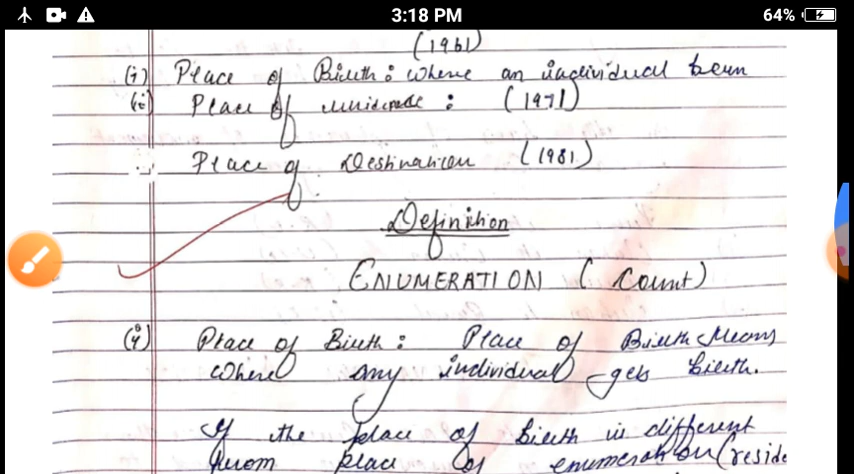 3:18 PM
64%
(1961)
(i) Place of Birth : where an individual born
(ii) Place of residence : (1971)
Place of Destination (1981)
Definition
ENUMERATION ( Count)
(i) Place of Birth : Place of Birth Means
where any individual gets birth.
If the place of birth is different
from place of enumeration (reside